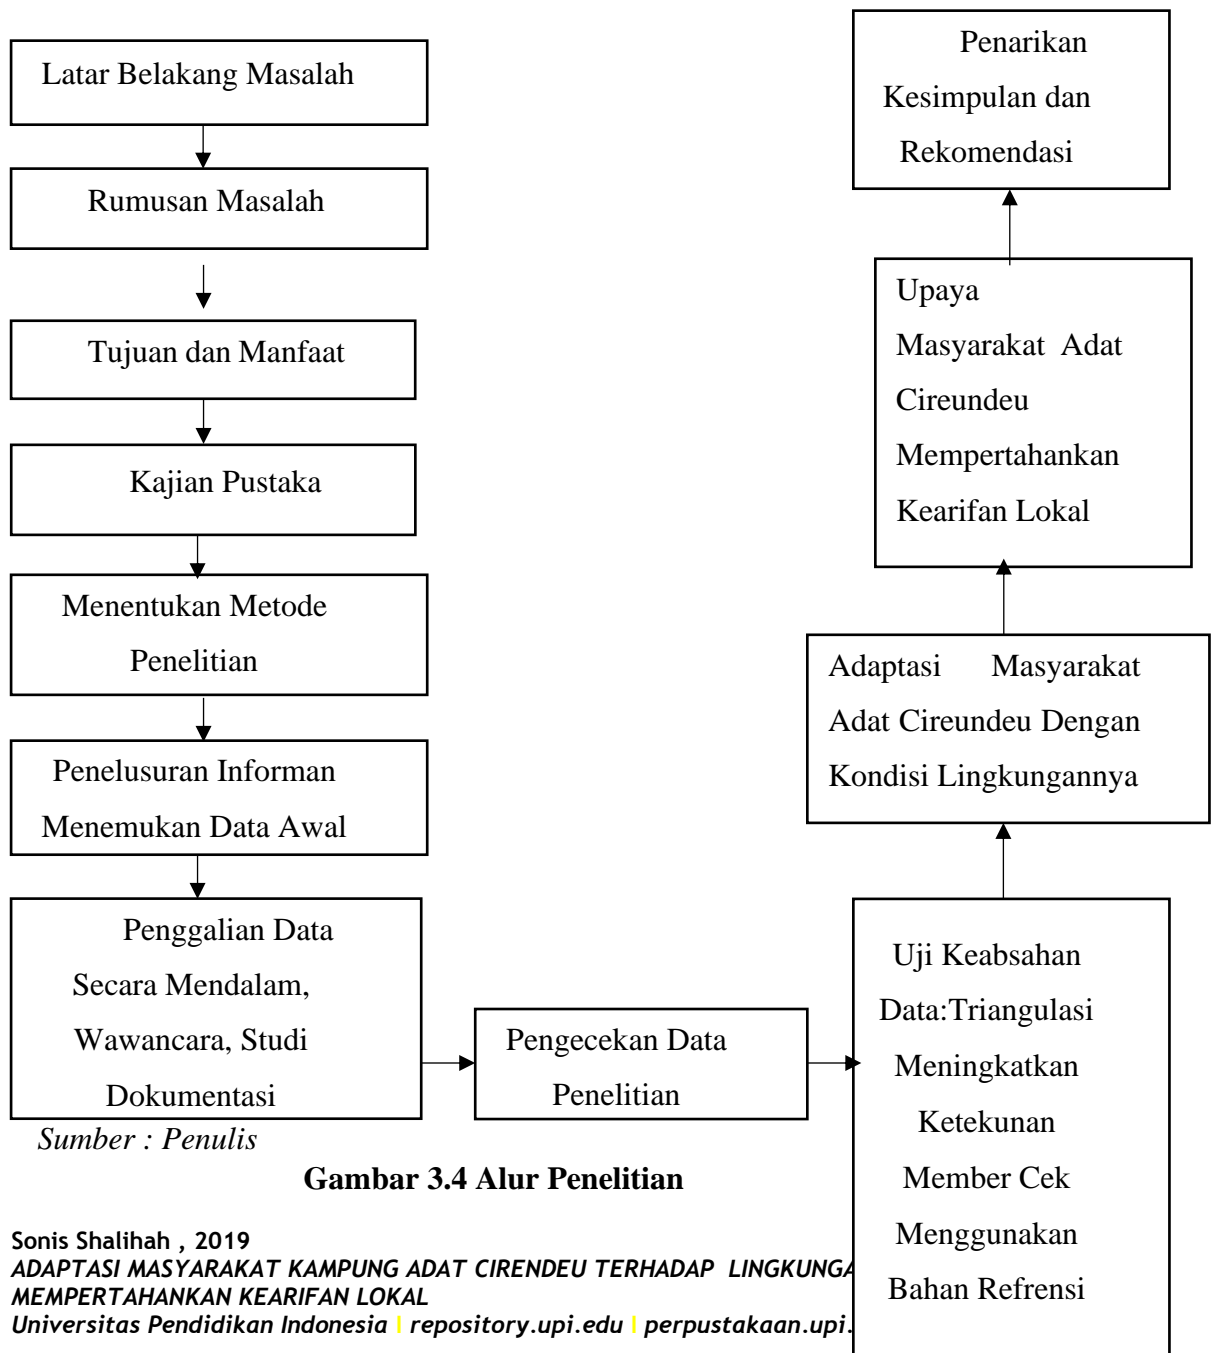 Latar Belakang Masalah
Rumusan Masalah
Tujuan dan Manfaat
Kajian Pustaka
Menentukan Metode
Penelitian
Penelusuran Informan
Menemukan Data Awal
Penggalian Data
Secara Mendalam,
Wawancara, Studi
Dokumentasi
Pengecekan Data
Penelitian
Uji Keabsahan
Data:Triangulasi
Meningkatkan
Ketekunan
Member Cek
Menggunakan
Bahan Refrensi
Adaptasi Masyarakat
Adat Cireundeu Dengan
Kondisi Lingkungannya
Upaya
Masyarakat Adat
Cireundeu
Mempertahankan
Kearifan Lokal
Penarikan
Kesimpulan dan
Rekomendasi
Sumber : Penulis
Gambar 3.4 Alur Penelitian
Sonis Shalihah , 2019
ADAPTASI MASYARAKAT KAMPUNG ADAT CIRENDEU TERHADAP LINGKUNGA
MEMPERTAHANKAN KEARIFAN LOKAL
Universitas Pendidikan Indonesia | repository.upi.edu | perpustakaan.upi.